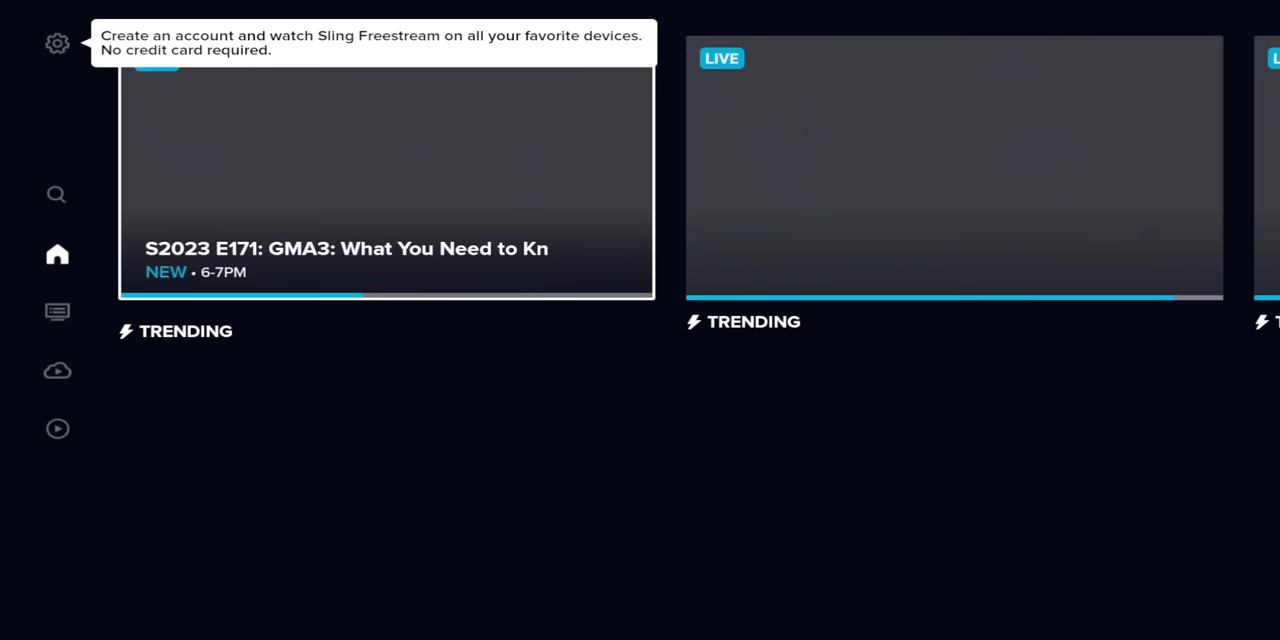 Create an account and watch Sling Freestream on all your favorite devices.
No credit card required.
LIVE
S2023 E171: GMA3: What You Need to Kn
NEW • 6-7PM
TRENDING
TRENDING